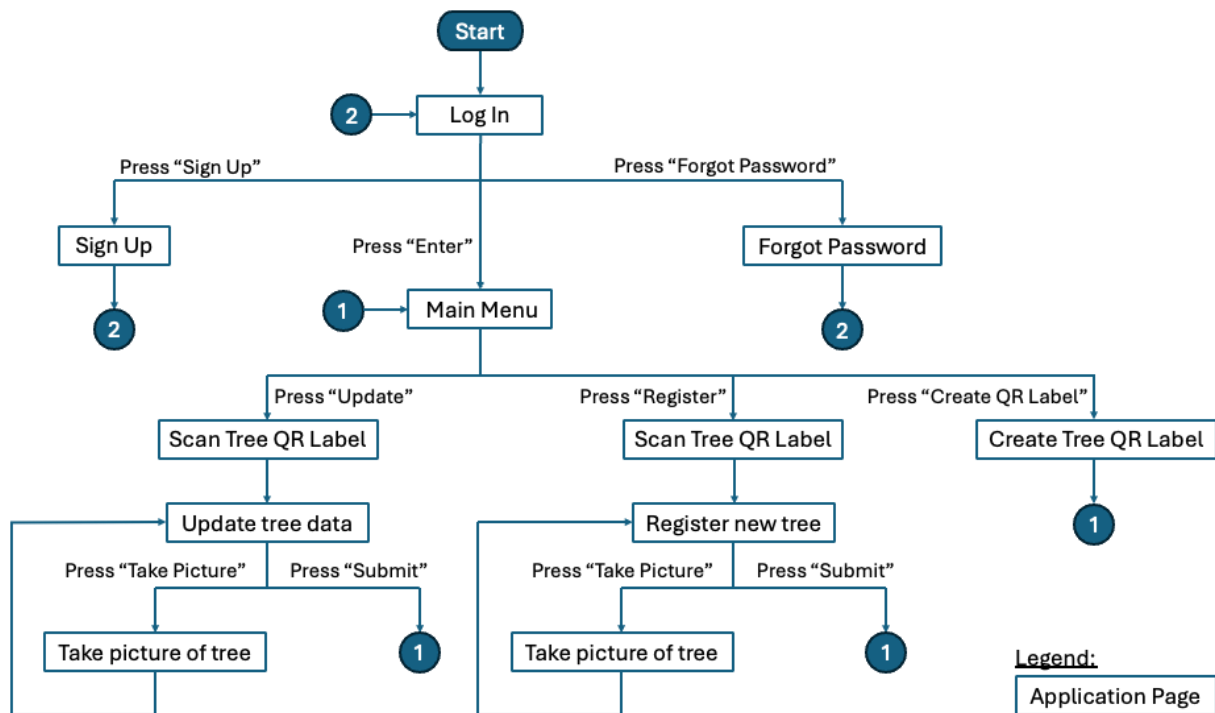 Start
2
Log In
Press “Sign Up”
Press “Forgot Password”
Sign Up
Press “Enter”
Forgot Password
2
1
Main Menu
2
Press “Update”
Press “Register”
Press “Create QR Label”
Scan Tree QR Label
Scan Tree QR Label
Create Tree QR Label
Update tree data
Register new tree
1
Press “Take Picture”
Press “Submit”
Press “Take Picture”
Press “Submit”
Take picture of tree
1
Take picture of tree
1
Legend:
Application Page